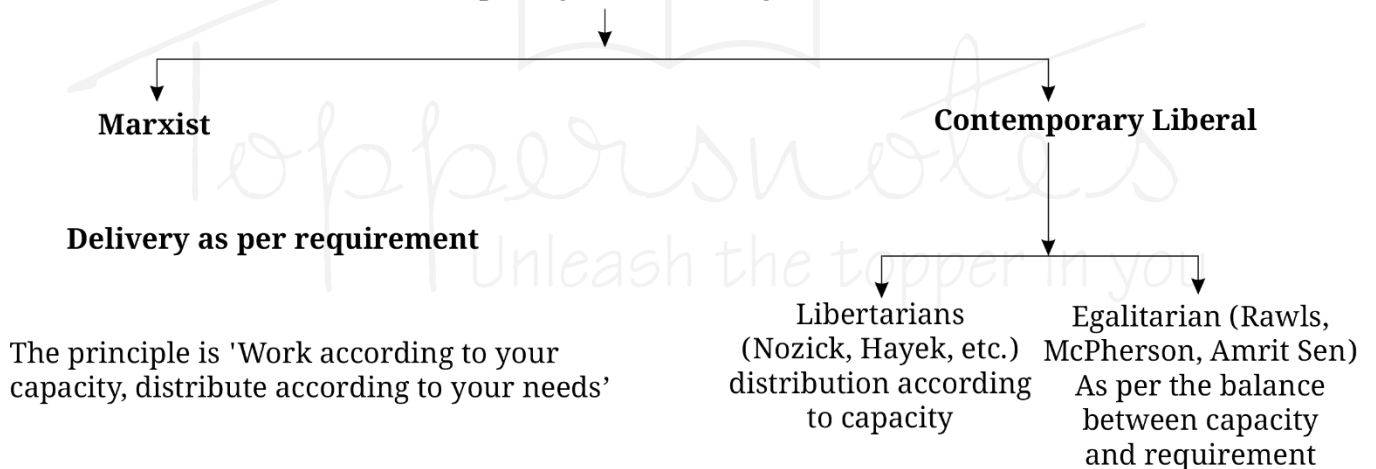 Marxist
Contemporary Liberal
Toppersnotes
Unleash the topper in you
Delivery as per requirement
The principle is 'Work according to your
capacity, distribute according to your needs’
Libertarians
(Nozick, Hayek, etc.)
distribution according
to capacity
Egalitarian (Rawls,
McPherson, Amrit Sen)
As per the balance
between capacity
and requirement